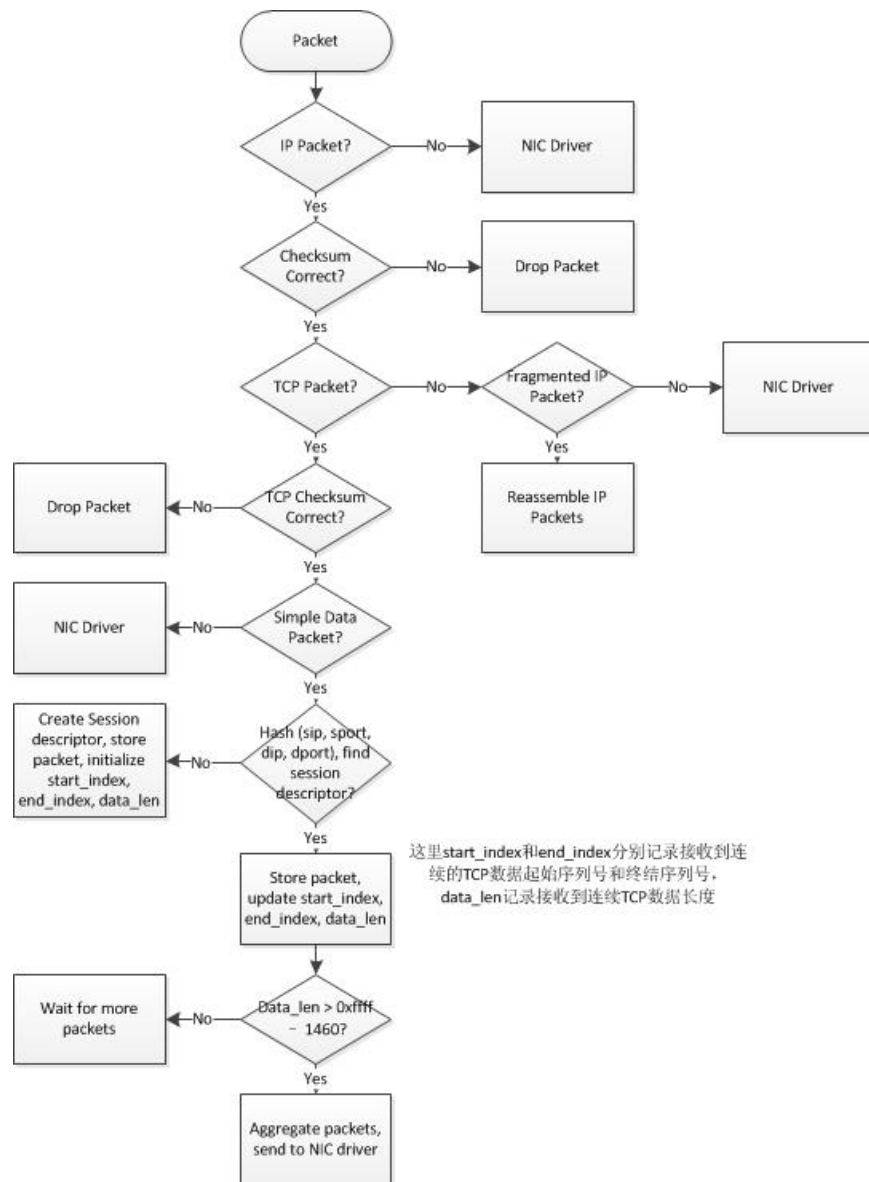 Packet
IP Packet?
No
NIC Driver
Yes
Checksum
Correct?
No
Drop Packet
Yes
TCP Packet?
No
Fragmented IP
Packet?
No
NIC Driver
Yes
Yes
Drop Packet
No
TCP Checksum
Correct?
Reassemble IP
Packets
Yes
NIC Driver
No
Simple Data
Packet?
Yes
Create Session
descriptor, store
packet, initialize
start_index,
end_index, data_len
No
Hash (sip, sport,
dip, dport), find
session
descriptor?
Yes
这里start_index和end_index分别记录接收到连
续的TCP数据起始序列号和终结序列号，
data_len记录接收到连续TCP数据长度
Store packet,
update start_index,
end_index, data_len
Wait for more
packets
No
Data_len > 0xffff
- 1460?
Yes
Aggregate packets,
send to NIC driver